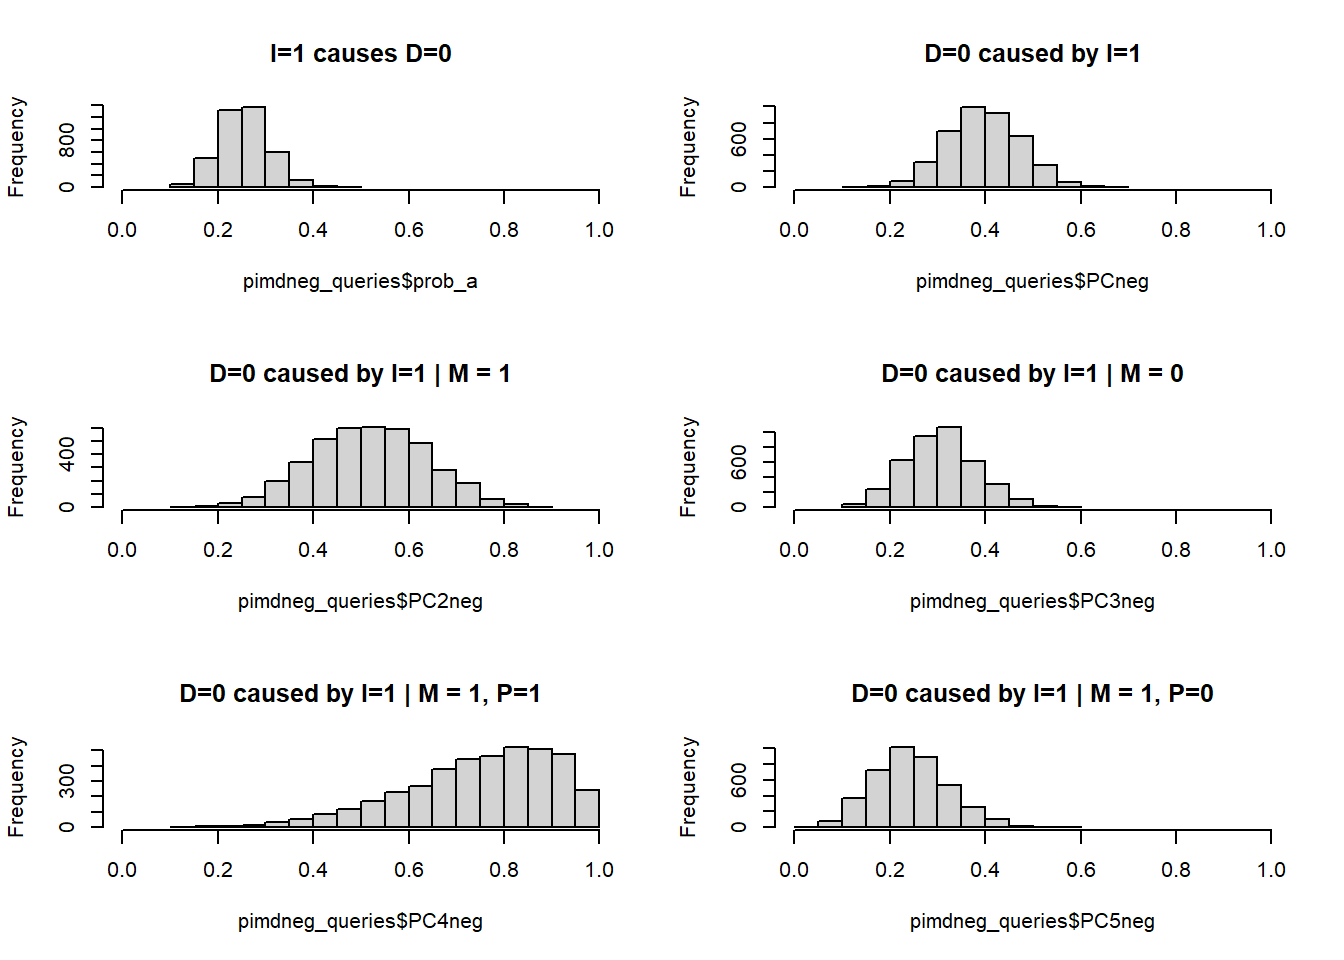 I=1 causes D=0
Frequency
800
0
0.0 0.2 0.4 0.6 0.8 1.0
pimdneg_queries$prob_a
D=0 caused by I=1
Frequency
600
0
0.0 0.2 0.4 0.6 0.8 1.0
pimdneg_queries$PCneg
D=0 caused by I=1 | M = 1
Frequency
400
0
0.0 0.2 0.4 0.6 0.8 1.0
pimdneg_queries$PC2neg
D=0 caused by I=1 | M = 0
Frequency
600
0
0.0 0.2 0.4 0.6 0.8 1.0
pimdneg_queries$PC3neg
D=0 caused by I=1 | M = 1, P=1
Frequency
300
0
0.0 0.2 0.4 0.6 0.8 1.0
pimdneg_queries$PC4neg
D=0 caused by I=1 | M = 1, P=0
Frequency
600
0
0.0 0.2 0.4 0.6 0.8 1.0
pimdneg_queries$PC5neg